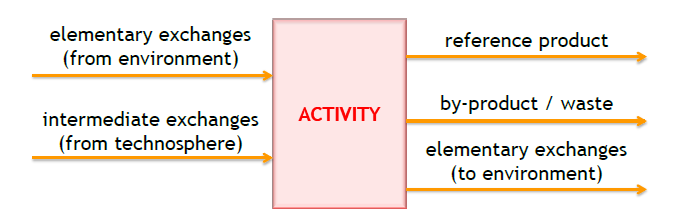 elementary exchanges
(from environment)
intermediate exchanges
(from technosphere)
ACTIVITY
reference product
by-product / waste
elementary exchanges
(to environment)